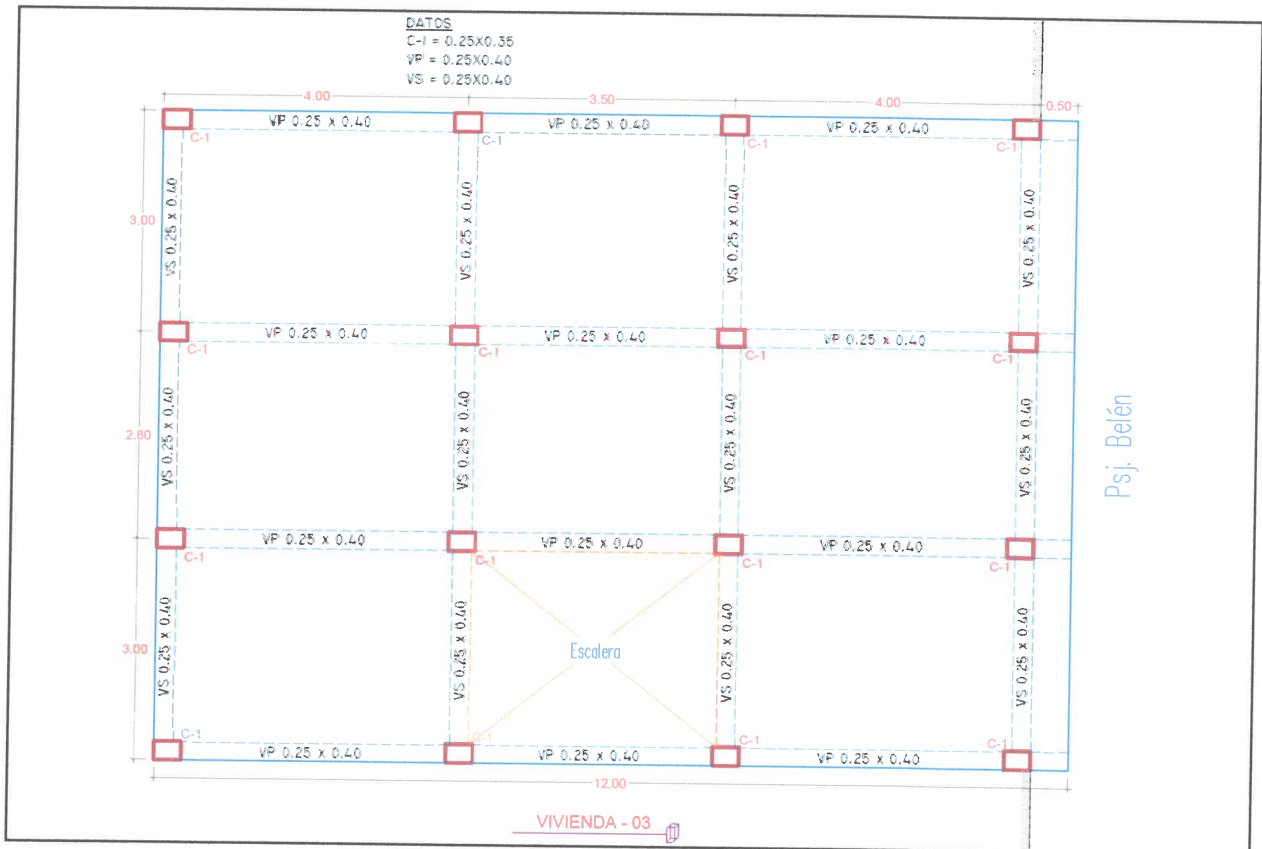 DATOS
C-1 = 0.25X0.35
VP = 0.25X0.40
VS = 0.25X0.40
4.00 3.50 4.00 0.50
VP 0.25 x 0.40 VP 0.25 x 0.40 VP 0.25 x 0.40
C-1 C-1 C-1 C-1
3.00
VS 0.25 x 0.40 VS 0.25 x 0.40 VS 0.25 x 0.40 VS 0.25 x 0.40
VP 0.25 x 0.40 VP 0.25 x 0.40 VP 0.25 x 0.40
C-1 C-1 C-1 C-1
2.80
VS 0.25 x 0.40 VS 0.25 x 0.40 VS 0.25 x 0.40 VS 0.25 x 0.40
Psj. Belén
VP 0.25 x 0.40 VP 0.25 x 0.40 VP 0.25 x 0.40
C-1 C-1 C-1 C-1
3.00
VS 0.25 x 0.40 VS 0.25 x 0.40 VS 0.25 x 0.40 VS 0.25 x 0.40
Escalera
C-1 C-1 C-1 C-1
VP 0.25 x 0.40 VP 0.25 x 0.40 VP 0.25 x 0.40
12.00
VIVIENDA - 03